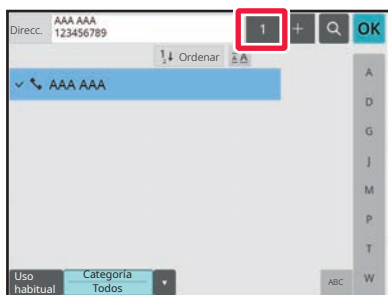 Direcc. AAA AAA
123456789
1 + OK
Ordenar
AAA AAA
A
D
G
J
M
P
T
W
Uso
habitual
Categoría
Todos
ABC